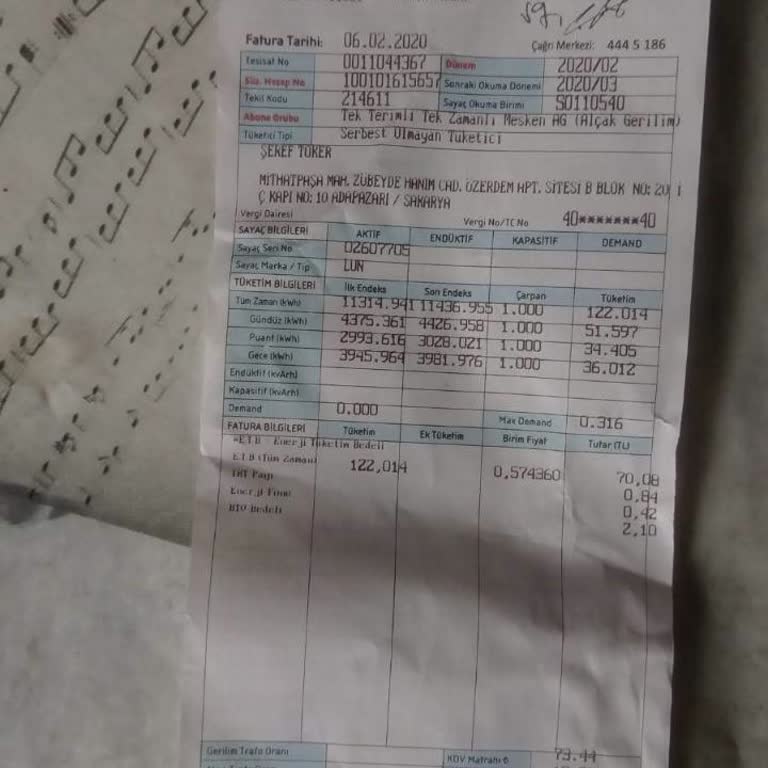 Fatura Tarihi: 06.02.2020 Çağrı Merkezi: 444 5 186
Tesisat No 0011044367 Dönem 2020/02
Söz. Hesap No 100101615657 Sonraki Okuma Dönemi 2020/03
Tekil Kodu 214611 Sayaç Okuma Birimi S0110540
Abone Grubu Tek Terimli Tek Zamanlı Mesken AG (Alçak Gerilim)
Tüketici Tipi Serbest Olmayan Tüketici
ŞEREF TOKER
MİTHATPAŞA MAH. ZÜBEYDE HANIM CAD. ÖZERDEM APT. SİTESİ B BLOK NO: 20/ İ
Ç KAPI NO: 10 ADAPAZARI / SAKARYA
Vergi Dairesi Vergi No/TC No 40*******40
SAYAÇ BİLGİLERİ AKTİF ENDÜKTİF KAPASİTİF DEMAND
Sayaç Seri No 02607705
Sayaç Marka / Tip LUN
TÜKETİM BİLGİLERİ İlk Endeks Son Endeks Çarpan Tüketim
Tüm Zaman (kWh) 11314.941 11436.955 1.000 122.014
Gündüz (kWh) 4375.361 4426.958 1.000 51.597
Puant (kWh) 2993.616 3028.021 1.000 34.405
Gece (kWh) 3945.964 3981.976 1.000 36.012
Endüktif (kvArh)
Kapasitif (kvArh)
Demand 0.000 Max Demand 0.316
FATURA BİLGİLERİ Tüketim Ek Tüketim Birim Fiyat Tutar (TL)
*E.T.B : Enerji Tüketim Bedeli
E.T.B (Tüm Zaman) 122,014 0,574360 70,08
TRT Payı 0,84
Enerji Fonu 0,42
BTV Bedeli 2,10
Gerilim Trafo Oranı KDV Matrahı 73.44